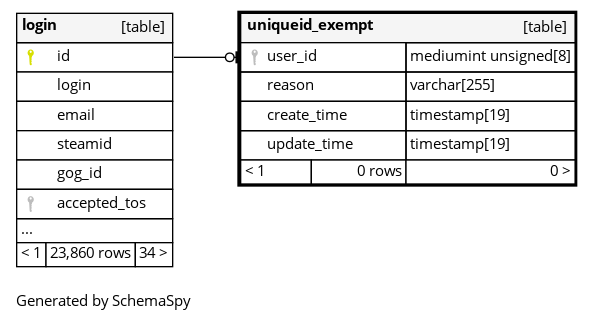 login [table]
id
login
email
steamid
gog_id
accepted_tos
...
< 1 23,860 rows 34 >
uniqueid_exempt [table]
user_id mediumint unsigned[8]
reason varchar[255]
create_time timestamp[19]
update_time timestamp[19]
< 1 0 rows 0 >
Generated by SchemaSpy